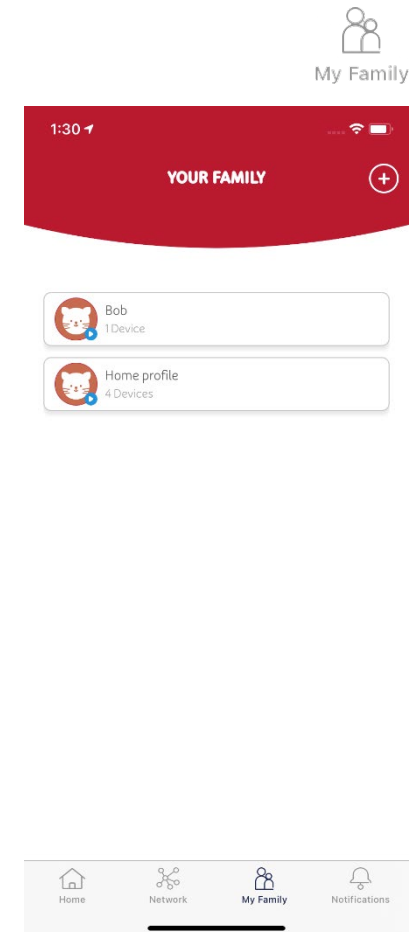 My Family
1:30
YOUR FAMILY
Bob
1 Device
Home profile
4 Devices
Home
Network
My Family
Notifications